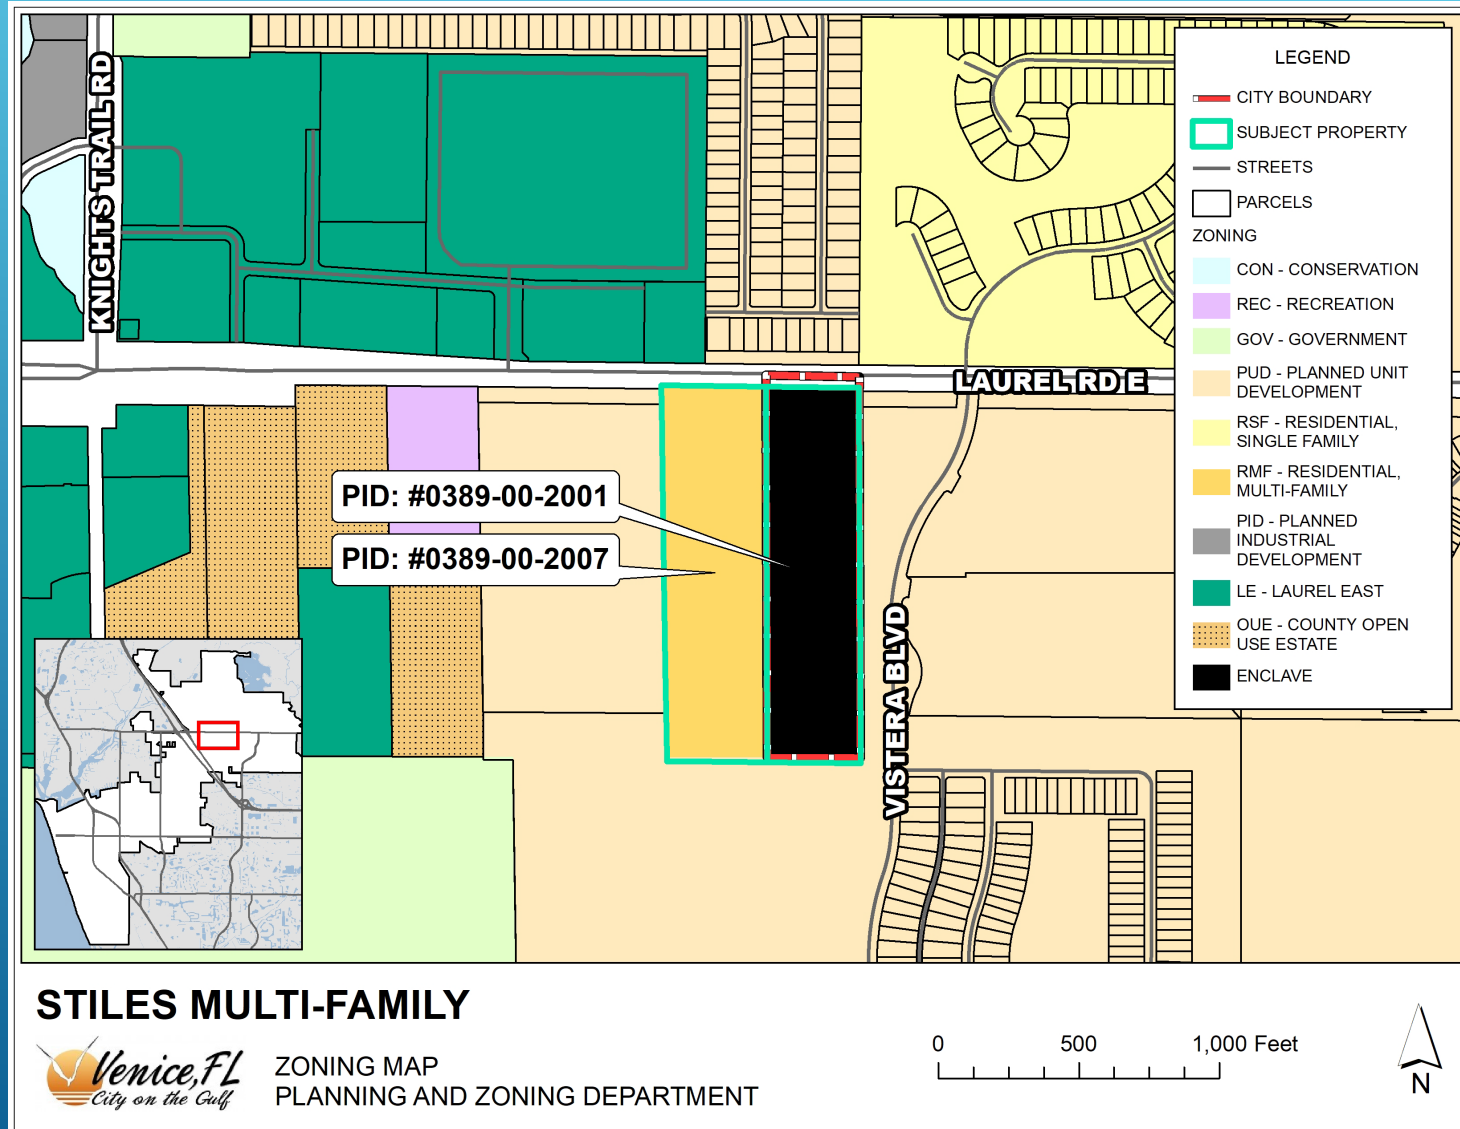 KNIGHTS TRAIL RD
LAUREL RD E
VISTERA BLVD
PID: #0389-00-2001
PID: #0389-00-2007
LEGEND
CITY BOUNDARY
SUBJECT PROPERTY
STREETS
PARCELS
ZONING
CON - CONSERVATION
REC - RECREATION
GOV - GOVERNMENT
PUD - PLANNED UNIT
DEVELOPMENT
RSF - RESIDENTIAL,
SINGLE FAMILY
RMF - RESIDENTIAL,
MULTI-FAMILY
PID - PLANNED
INDUSTRIAL
DEVELOPMENT
LE - LAUREL EAST
OUE - COUNTY OPEN
USE ESTATE
ENCLAVE
STILES MULTI-FAMILY
Venice, FL
City on the Gulf
ZONING MAP
PLANNING AND ZONING DEPARTMENT
0 500 1,000 Feet
N